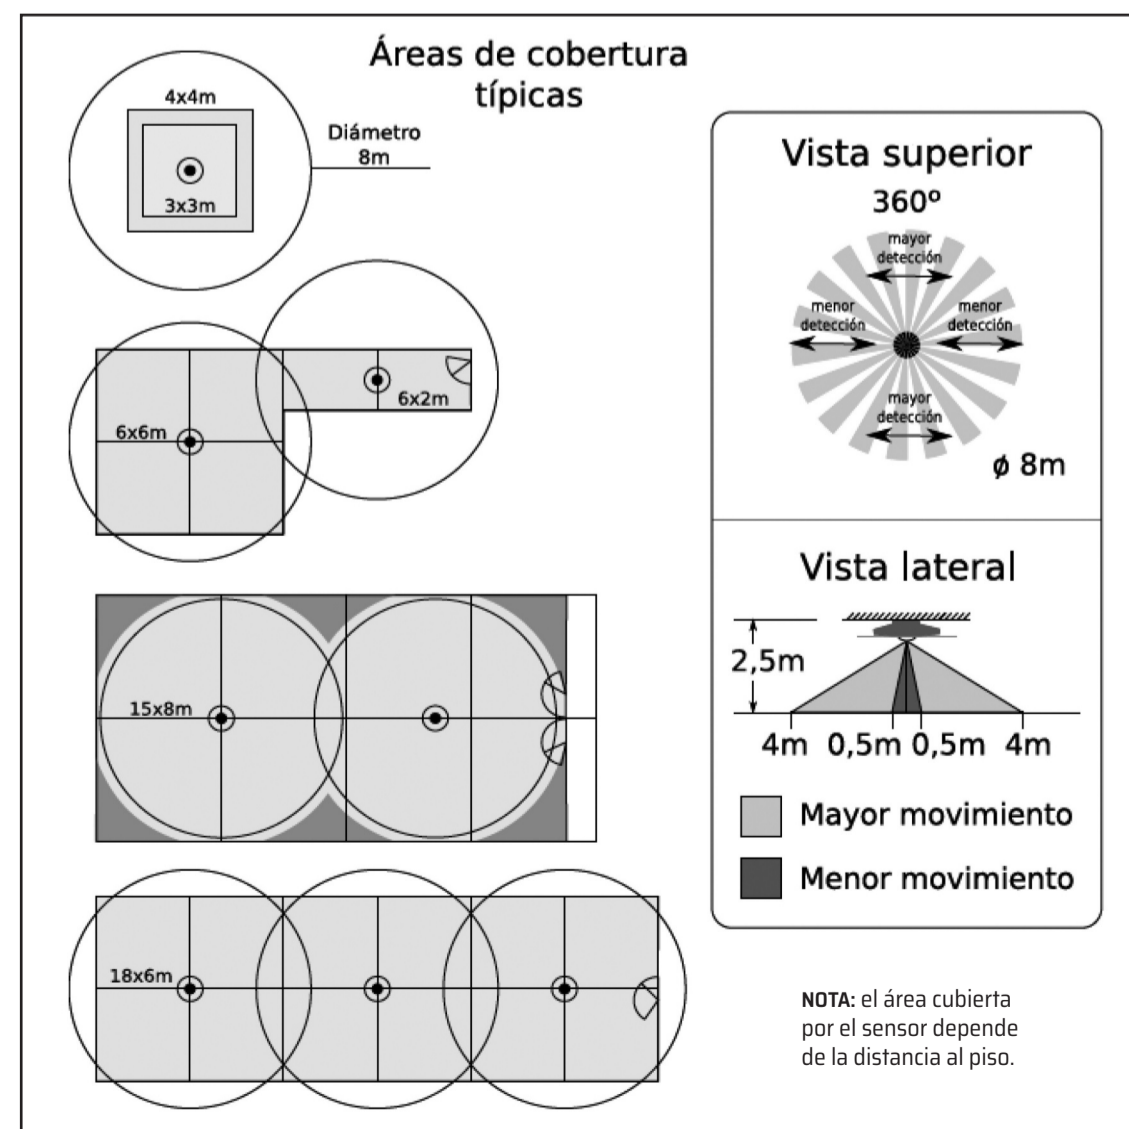 Áreas de cobertura
típicas
4x4m
Diámetro
8m
3x3m
6x2m
6x6m
15x8m
18x6m
Vista superior
360º
mayor
detección
menor
detección
menor
detección
mayor
detección
ø 8m
Vista lateral
2,5m
4m 0,5m 0,5m 4m
Mayor movimiento
Menor movimiento
NOTA: el área cubierta
por el sensor depende
de la distancia al piso.